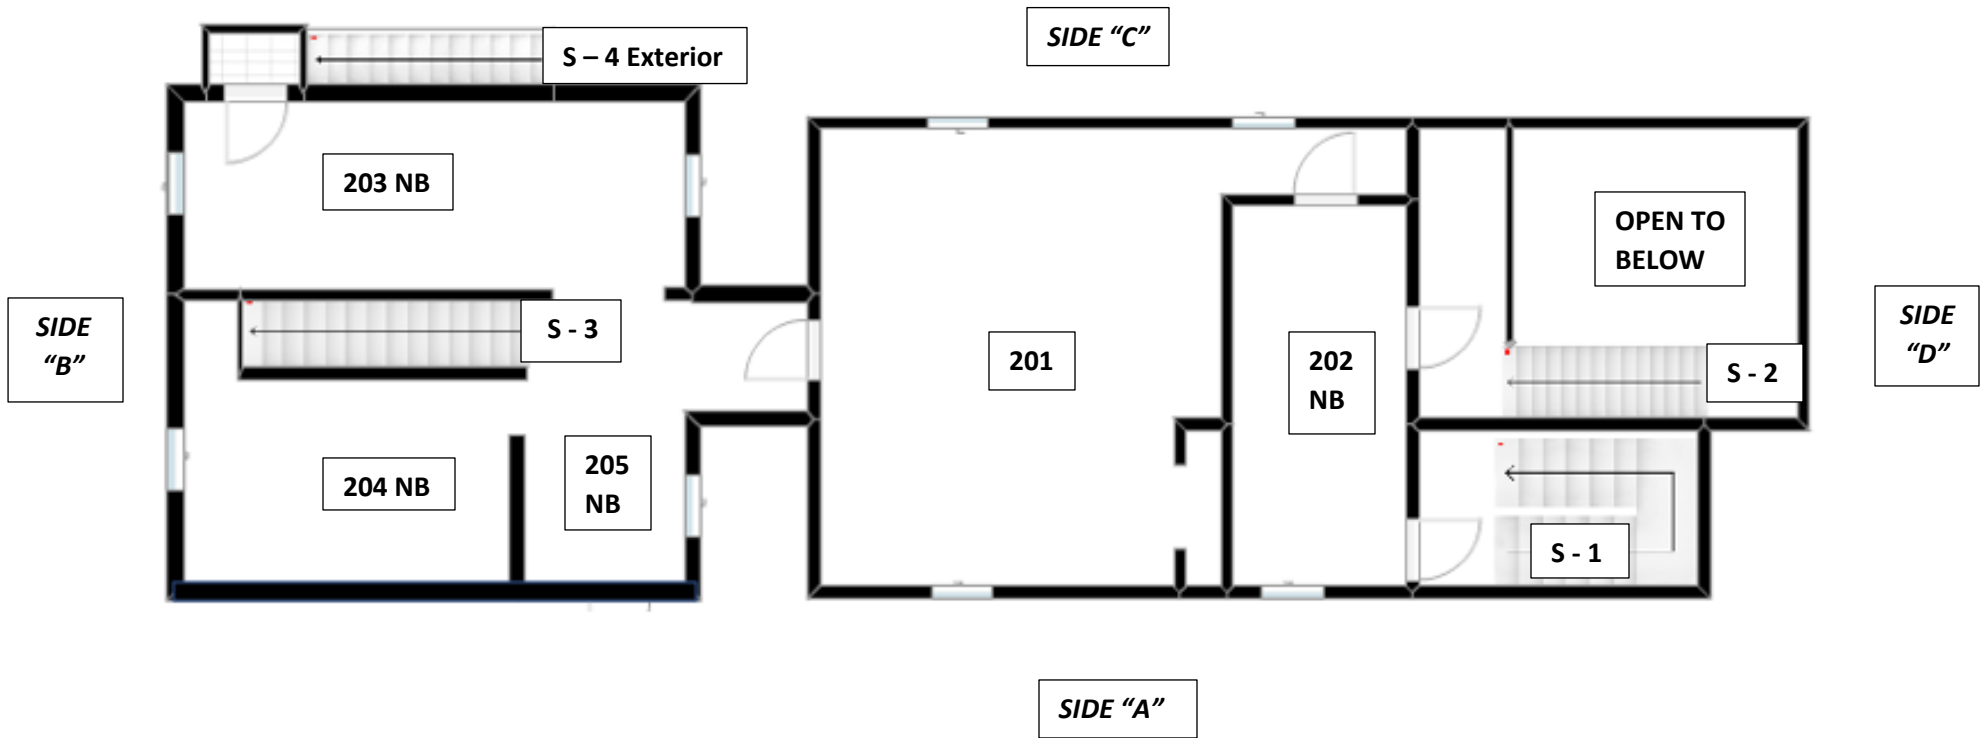 SIDE “C”
S – 4 Exterior
203 NB
OPEN TO
BELOW
SIDE
“B”
S - 3
201
202
NB
S - 2
SIDE
“D”
204 NB
205
NB
S - 1
SIDE “A”